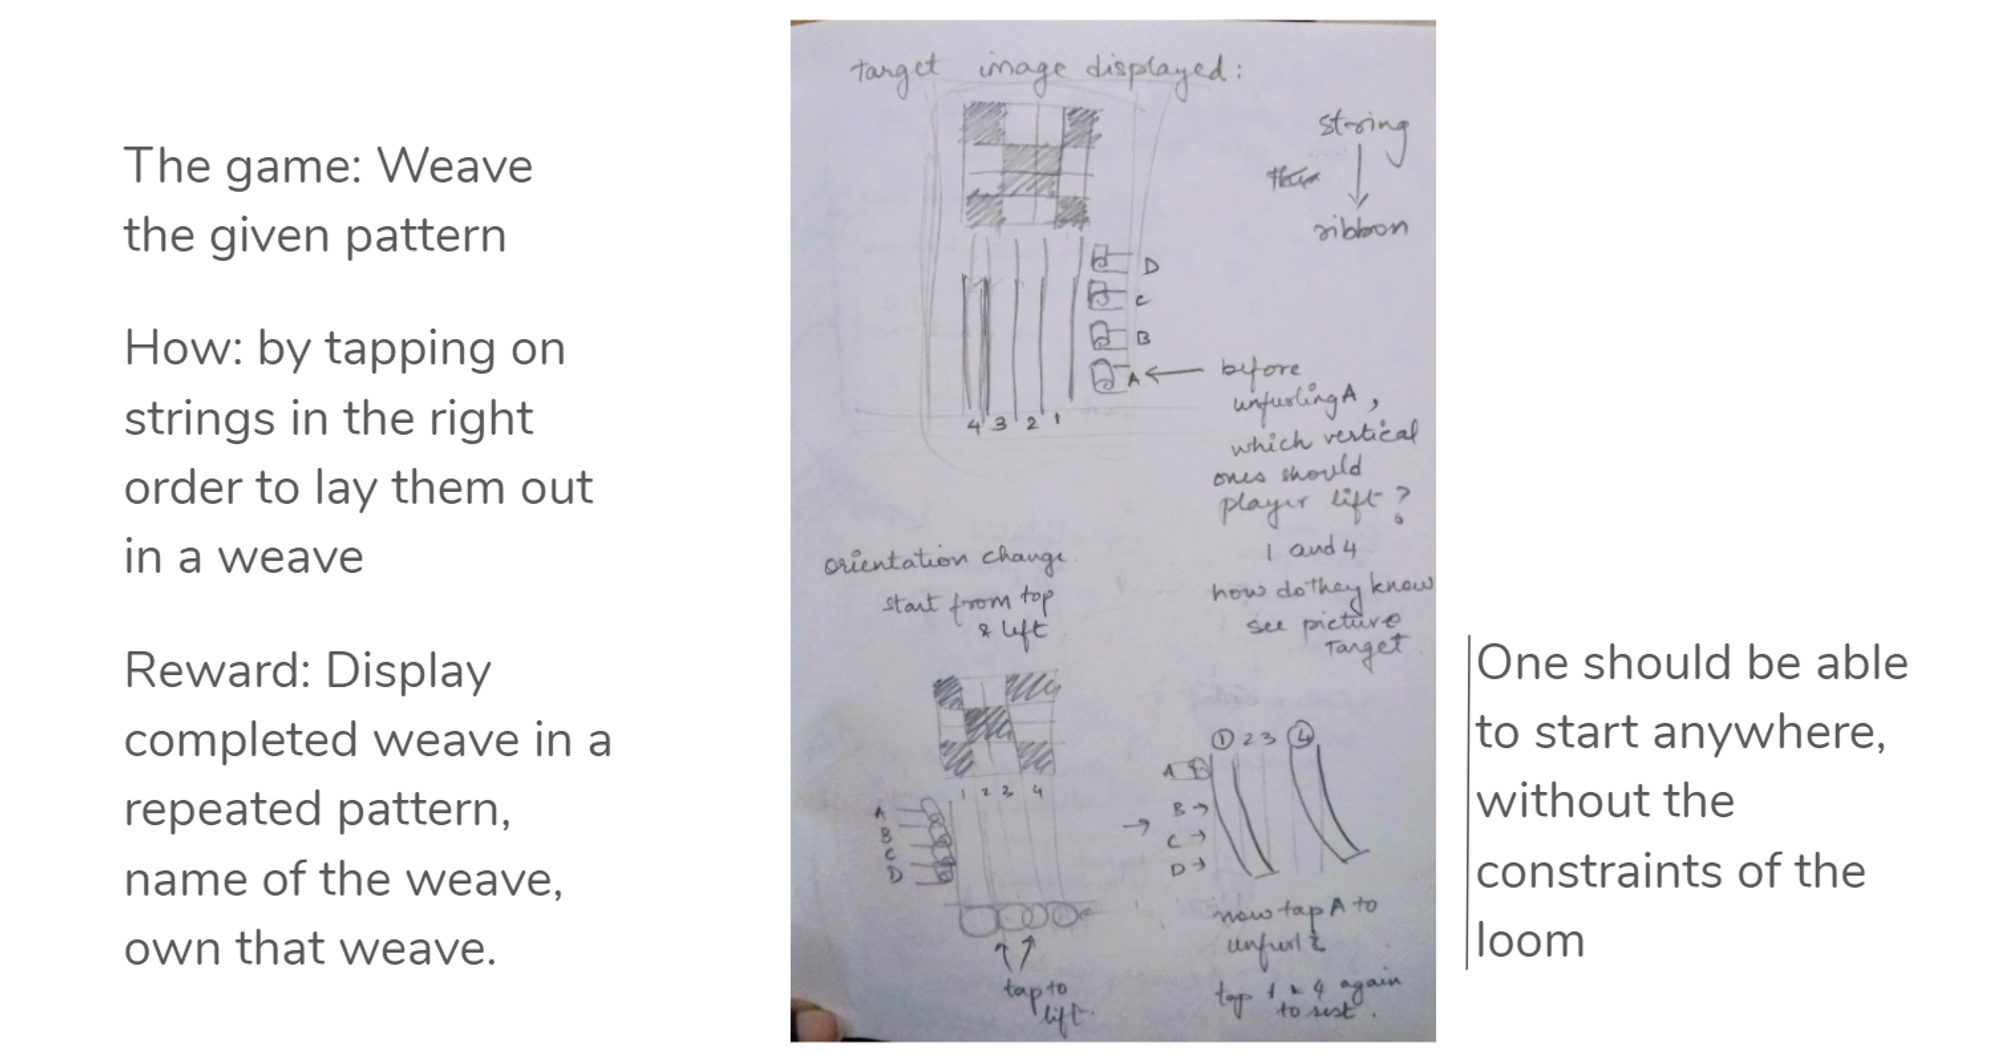 The game: Weave
the given pattern
How: by tapping on
strings in the right
order to lay them out
in a weave
Reward: Display
completed weave in a
repeated pattern,
name of the weave,
own that weave.
target image displayed:
string
ribbon
D
C
B
A
4 3 2 1
before
unfurling A,
which vertical
ones should
player lift?
1 and 4
how do they know
see picture
Target
orientation change
start from top
& left
1 2 3 4
A
B
C
D
tap to
lift.
1 2 3 4
A
B
C
D
now tap A to
unfurl
tap 1 & 4 again
to rest.
One should be able
to start anywhere,
without the
constraints of the
loom